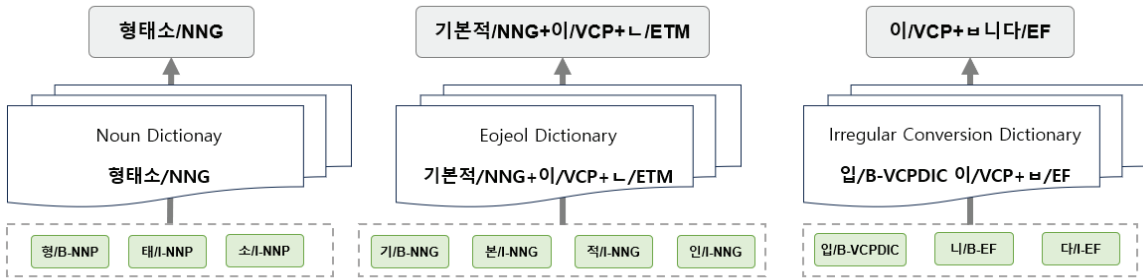 형태소/NNG
기본적/NNG+이/VCP+ㄴ/ETM
이/VCP+ㅂ니다/EF
Noun Dictionay
형태소/NNG
Eojeol Dictionary
기본적/NNG+이/VCP+ㄴ/ETM
Irregular Conversion Dictionary
입/B-VCPDIC 이/VCP+ㅂ/EF
형/B-NNP
태/I-NNP
소/I-NNP
기/B-NNG
본/I-NNG
적/I-NNG
인/I-NNG
입/B-VCPDIC
니/B-EF
다/I-EF